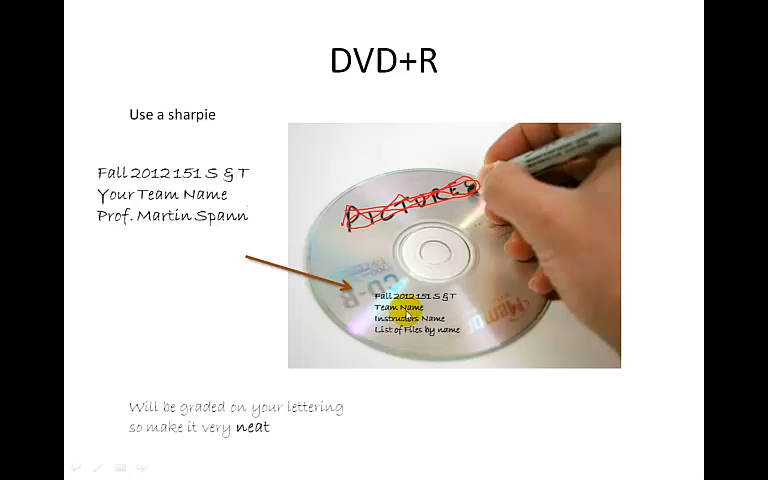 DVD+R
Use a sharpie
Fall 2012 151 S & T
Your Team Name
Prof. Martin Spann
PICTURES
CD-R
Fall 2012 151 S & T
Team Name
Instructors Name
List of Files by name
Will be graded on your lettering
so make it very neat